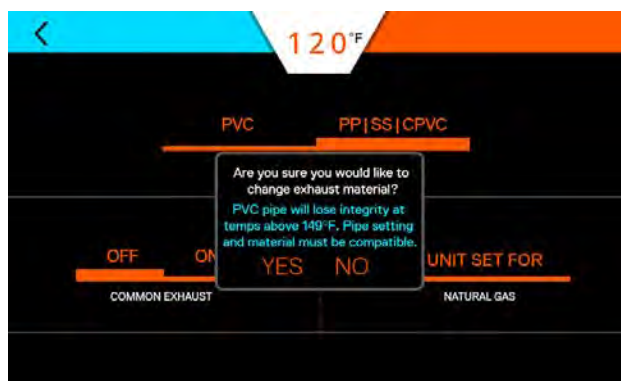 120°F
PVC PP|SS|CPVC
Are you sure you would like to
change exhaust material?
PVC pipe will lose integrity at
temps above 149°F. Pipe setting
and material must be compatible.
YES NO
OFF ON UNIT SET FOR
COMMON EXHAUST NATURAL GAS